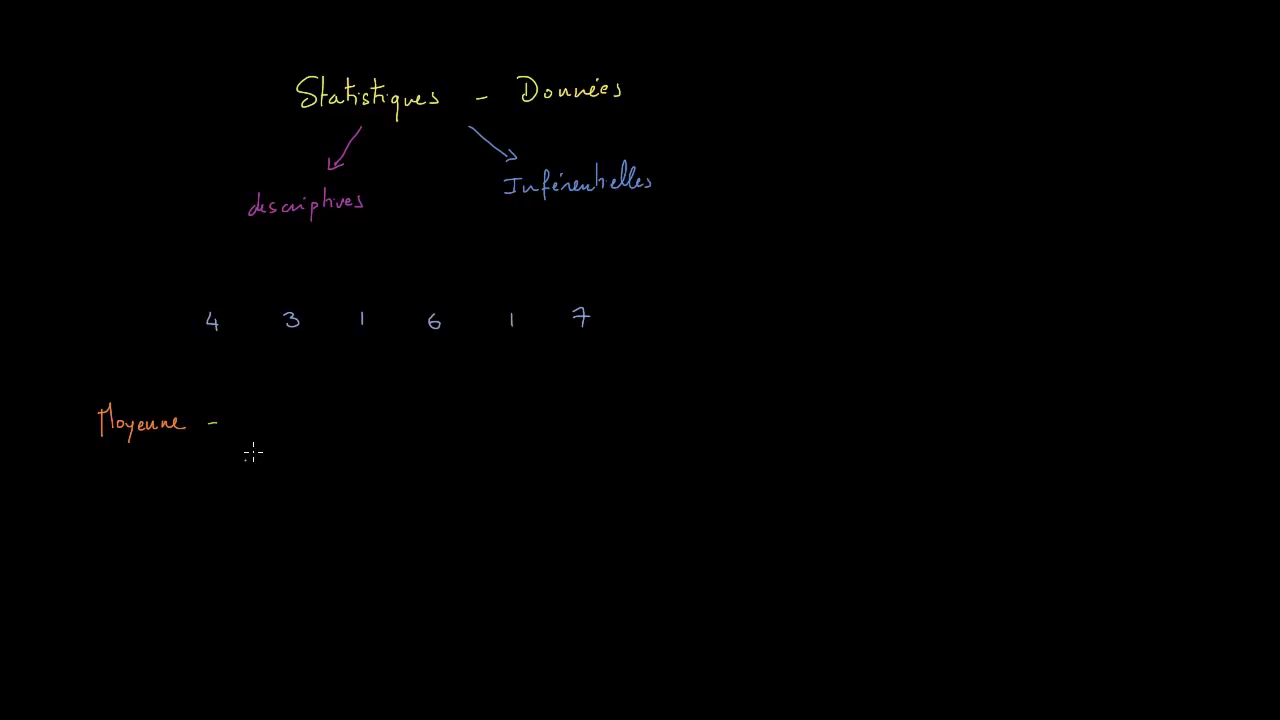 Statistiques - Données
descriptives Inférentielles
4 3 1 6 1 7
Moyenne -